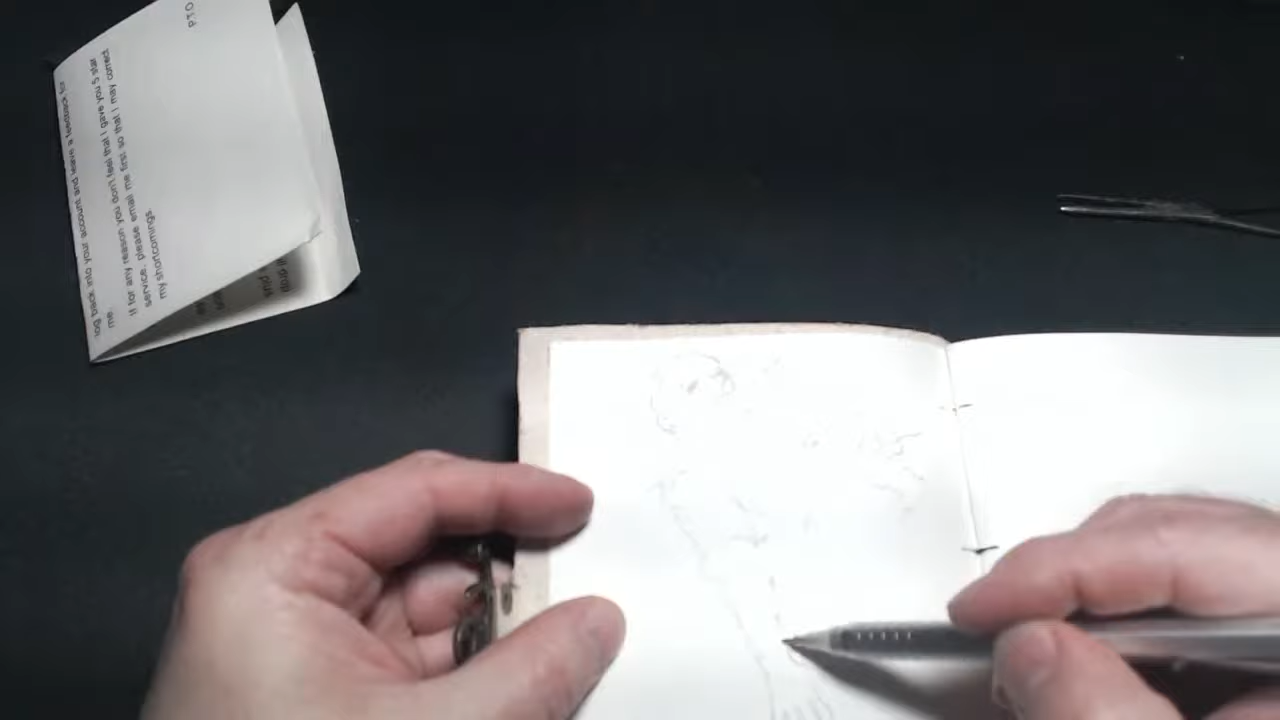 log back into your account and leave a feedback for
me.
If for any reason you don't feel that I gave you 5 star
service, please email me first so that I may correct
my shortcomings.
PTO